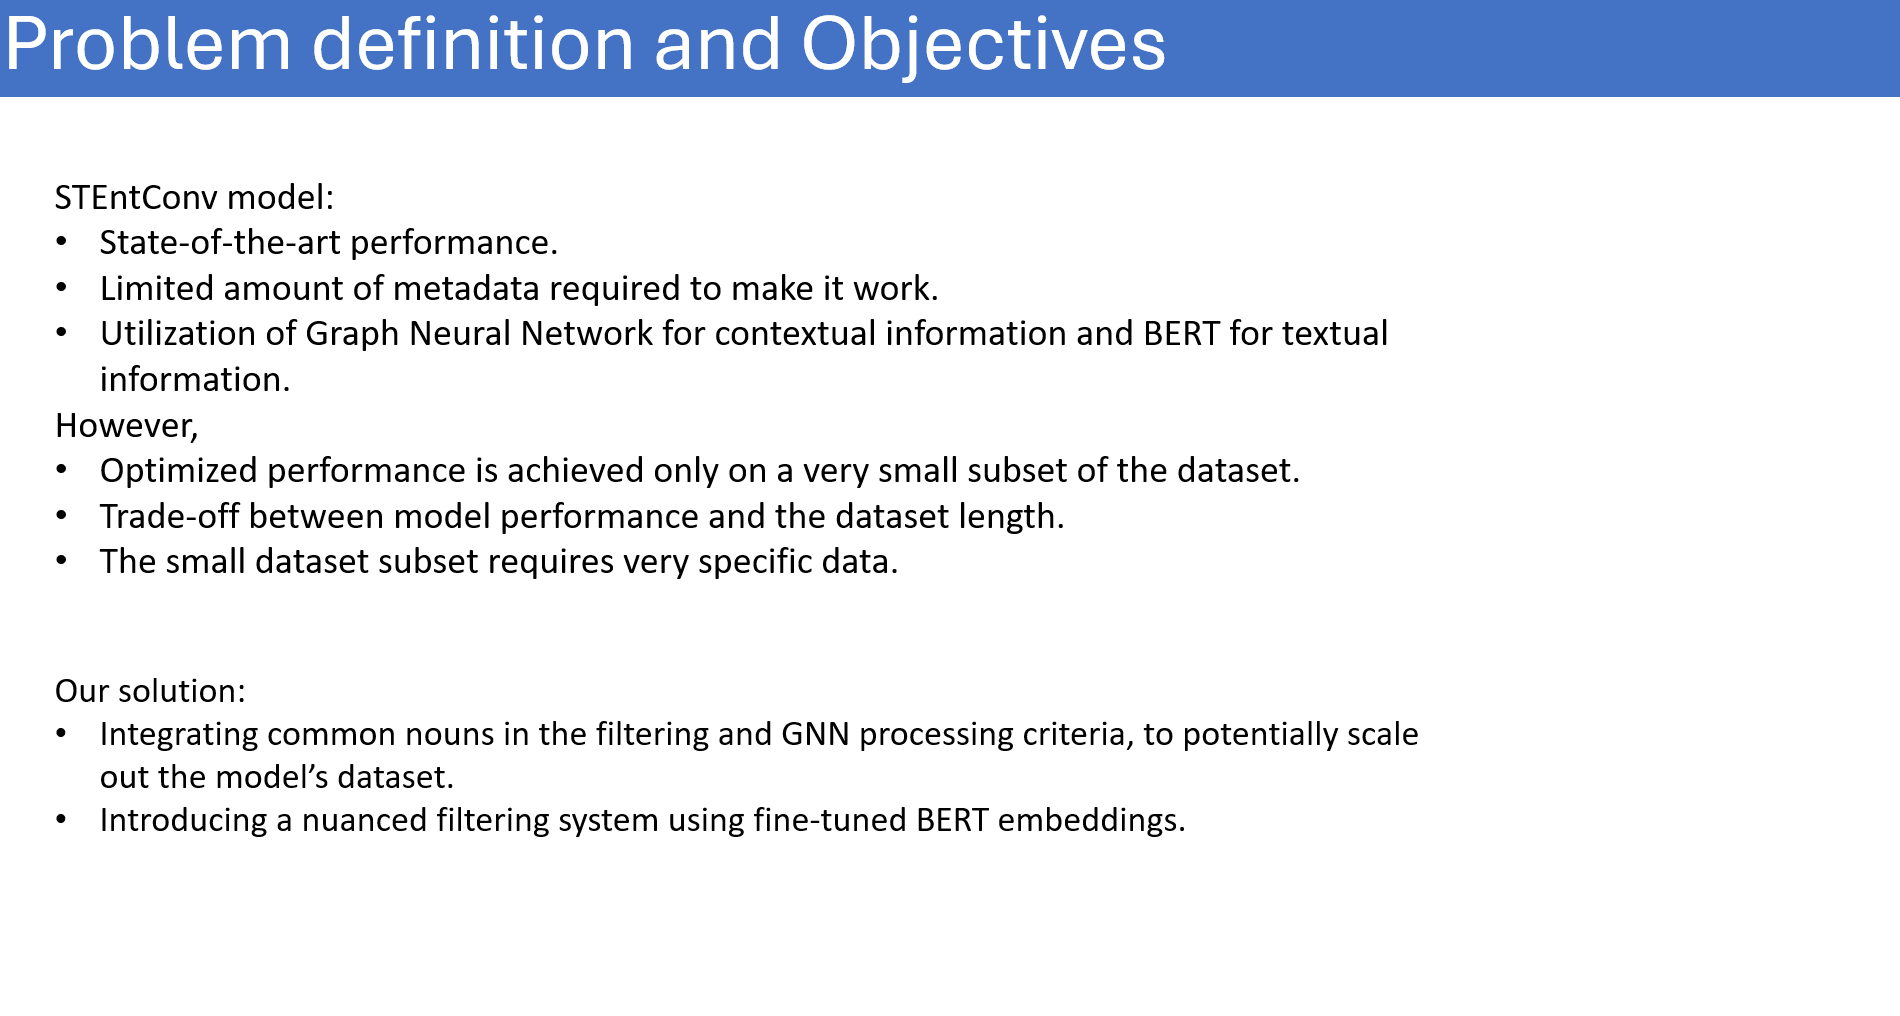 Problem definition and Objectives
STEntConv model:
• State-of-the-art performance.
• Limited amount of metadata required to make it work.
• Utilization of Graph Neural Network for contextual information and BERT for textual
information.
However,
• Optimized performance is achieved only on a very small subset of the dataset.
• Trade-off between model performance and the dataset length.
• The small dataset subset requires very specific data.
Our solution:
• Integrating common nouns in the filtering and GNN processing criteria, to potentially scale
out the model’s dataset.
• Introducing a nuanced filtering system using fine-tuned BERT embeddings.